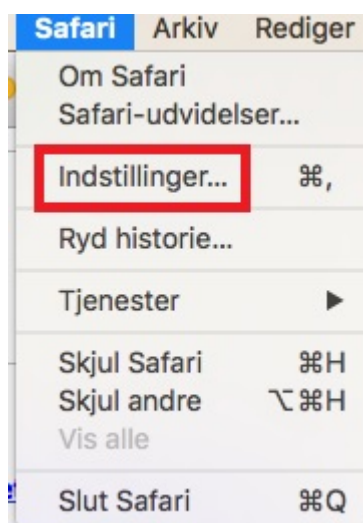 Safari Arkiv Rediger
Om Safari
Safari-udvidelser...
Indstillinger... ⌘,
Ryd historie...
Tjenester ▶
Skjul Safari ⌘H
Skjul andre ⌥⌘H
Vis alle
Slut Safari ⌘Q